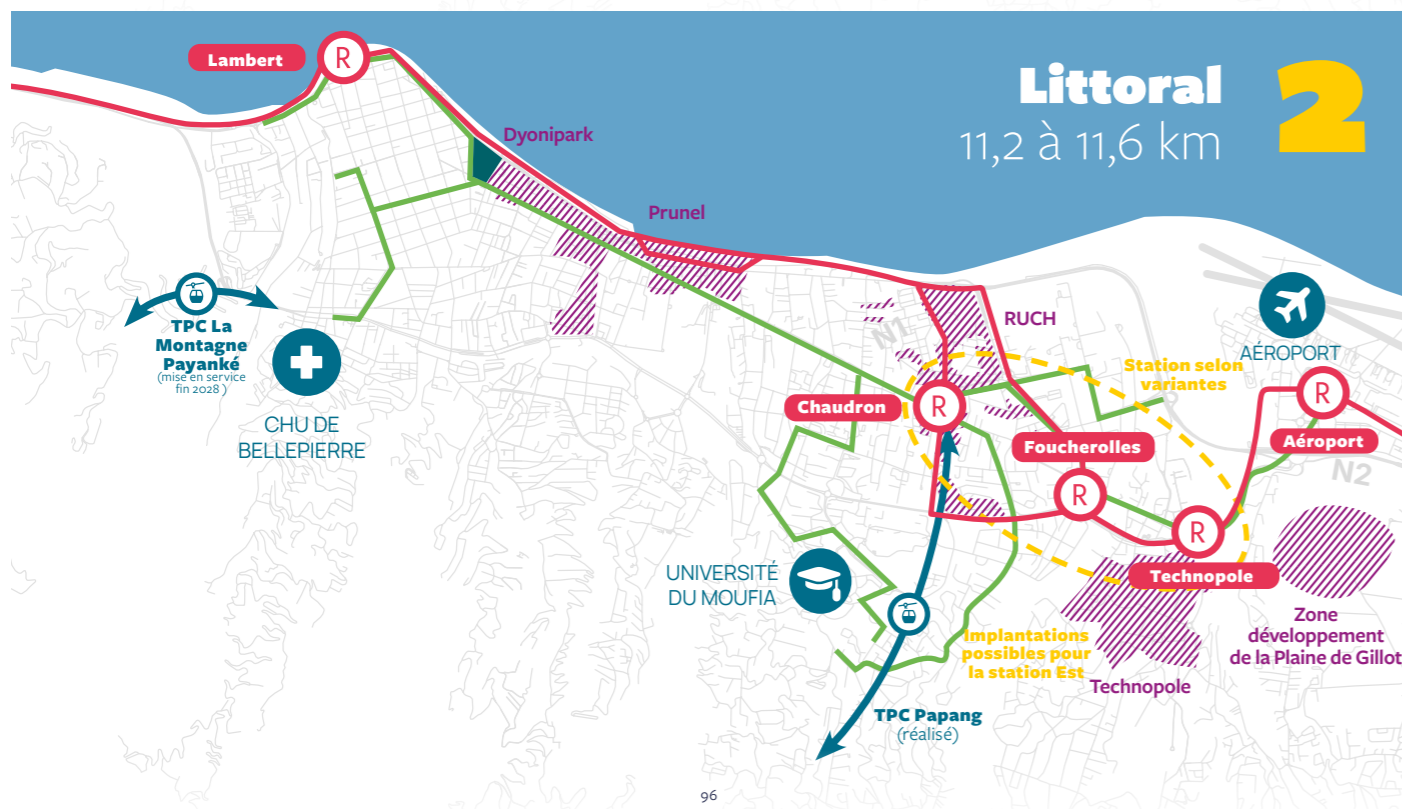 Lambert
R
Littoral
11,2 à 11,6 km
2
Dyonipark
Prunel
TPC La
Montagne
Payanké
(mise en service
fin 2028 )
CHU DE
BELLEPIERRE
N1
RUCH
AÉROPORT
Station selon
variantes
Chaudron
R
R
Aéroport
Foucherolles
R
N2
R
Technopole
UNIVERSITÉ
DU MOUFIA
Implantations
possibles pour
la station Est
Technopole
Zone
développement
de la Plaine de Gillot
TPC Papang
(réalisé)
96